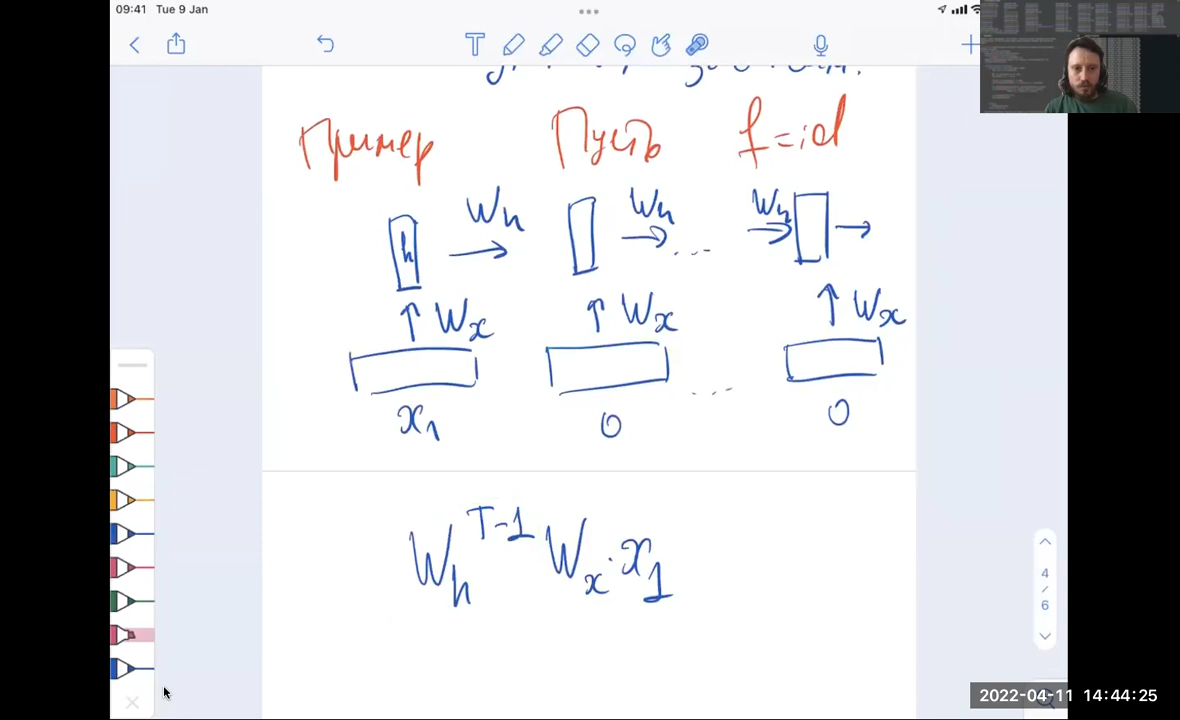 09:41 Tue 9 Jan
Пример Пусть f = id
W_h W_h W_h
h
... 
W_x W_x W_x
...
x_1 0 0
W_h^{T-1} W_x · x_1
4
/
6
2022-04-11 14:44:25